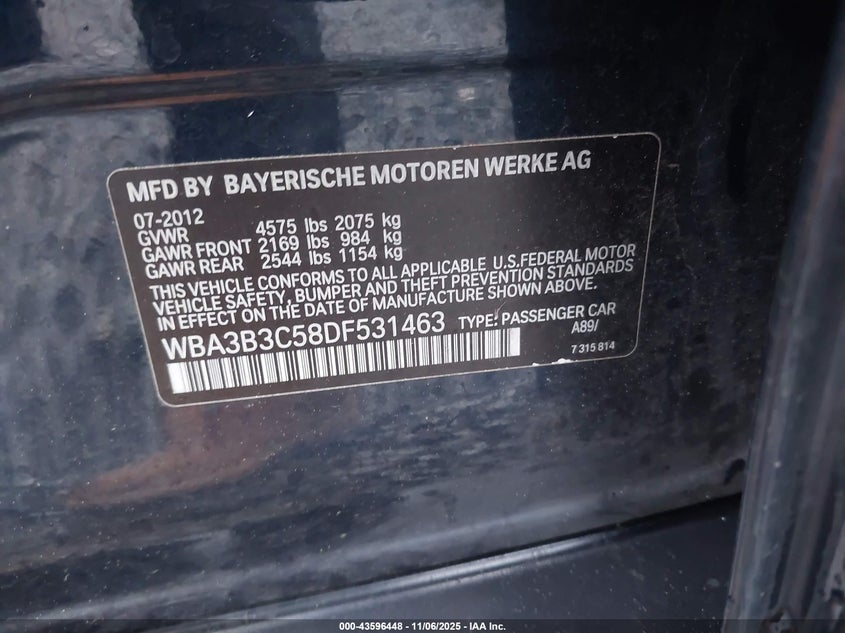 MFD BY BAYERISCHE MOTOREN WERKE AG
07-2012
GVWR 4575 lbs 2075 kg
GAWR FRONT 2169 lbs 984 kg
GAWR REAR 2544 lbs 1154 kg
THIS VEHICLE CONFORMS TO ALL APPLICABLE U.S.FEDERAL MOTOR
VEHICLE SAFETY, BUMPER AND THEFT PREVENTION STANDARDS
IN EFFECT ON THE DATE OF MANUFACTURE SHOWN ABOVE.
WBA3B3C58DF531463 TYPE: PASSENGER CAR
A89/
7 315 814
000-43596448 - 11/06/2025 - IAA Inc.